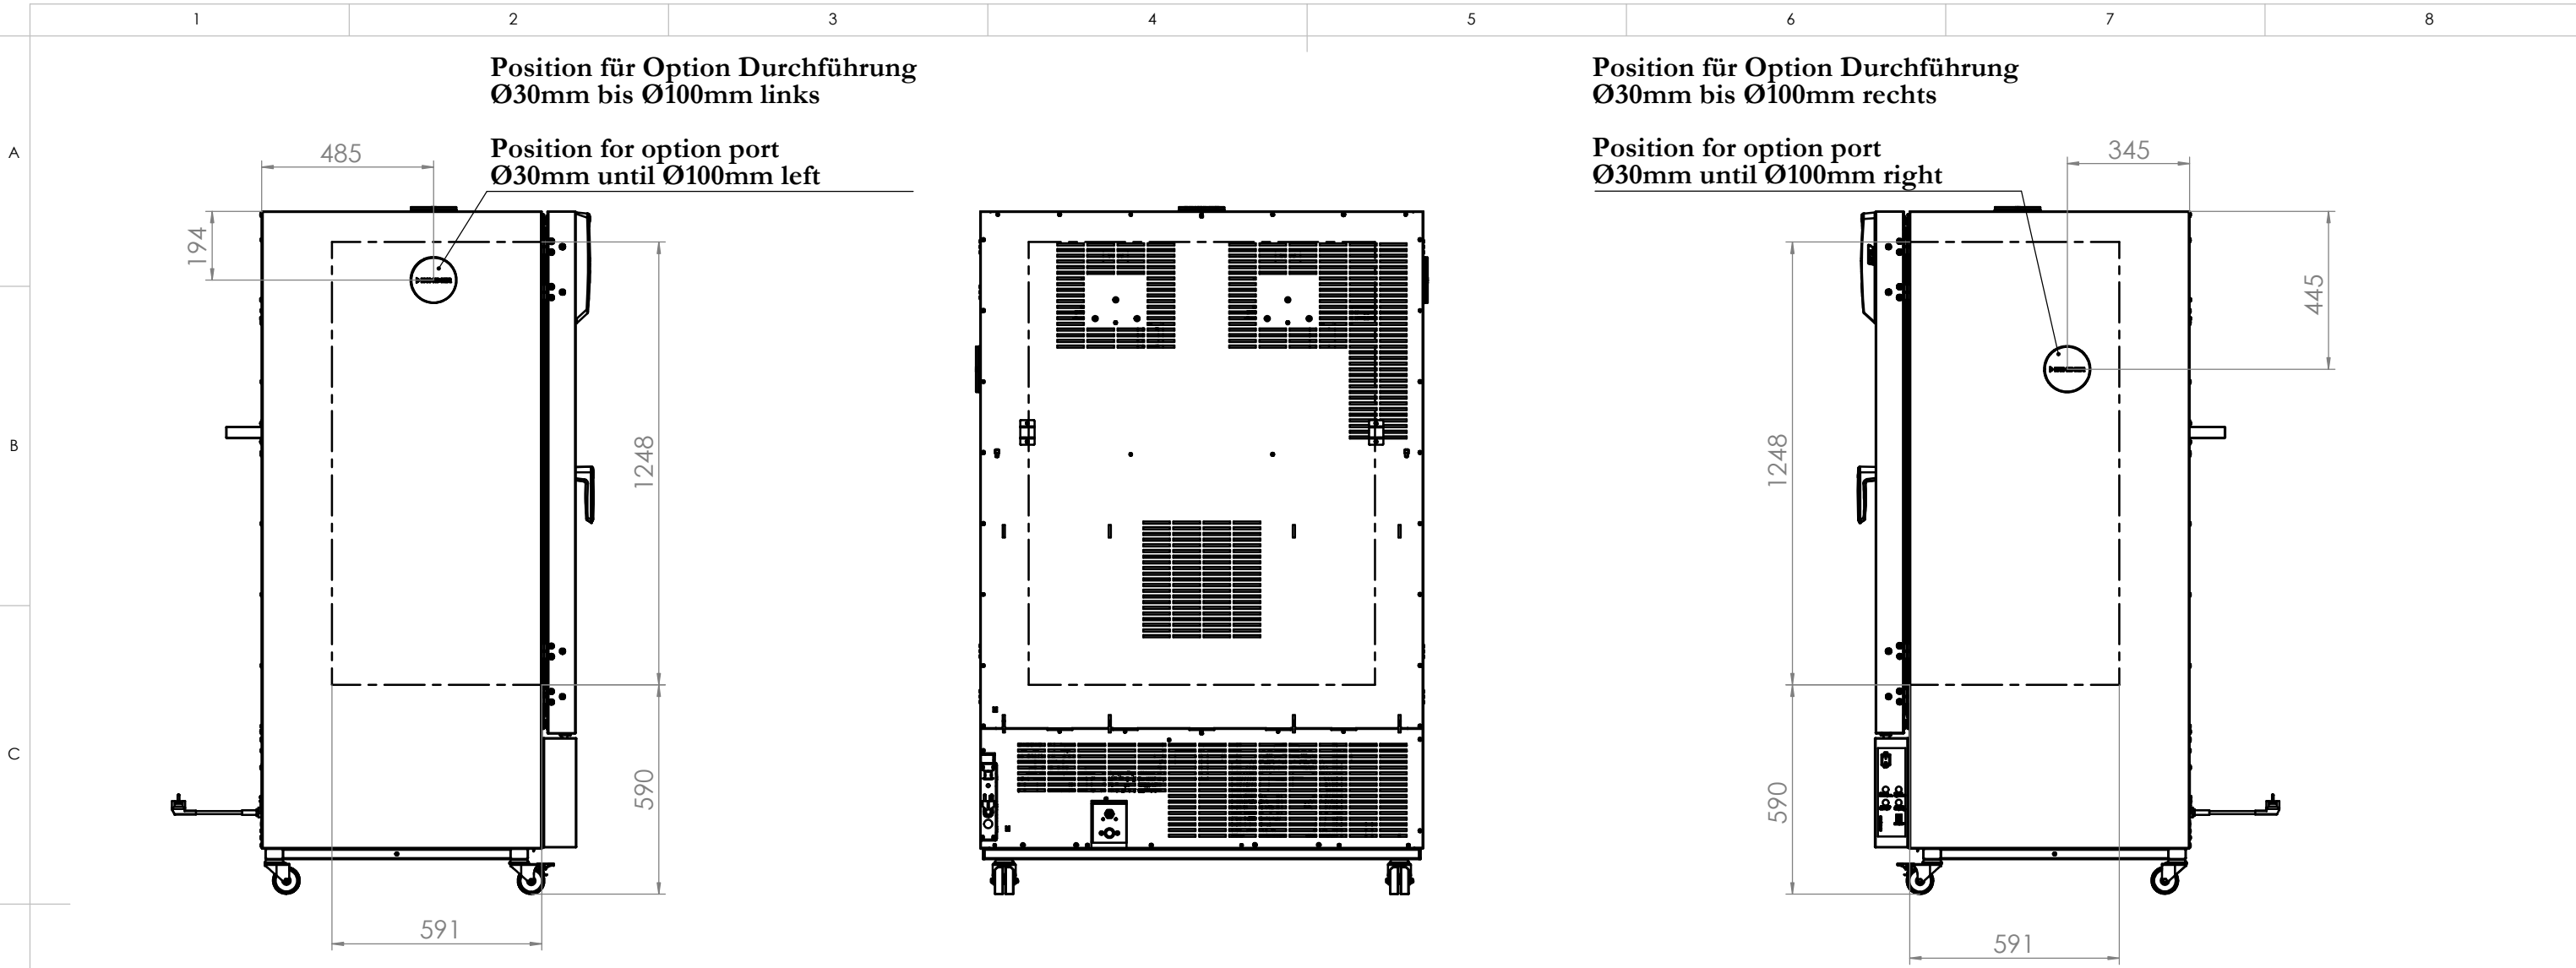 1 2 3 4 5 6 7 8
Position für Option Durchführung
Ø30mm bis Ø100mm links
Position for option port
Ø30mm until Ø100mm left
Position für Option Durchführung
Ø30mm bis Ø100mm rechts
Position for option port
Ø30mm until Ø100mm right
A
B
C
485
194
1248
590
591
345
445
1248
590
591